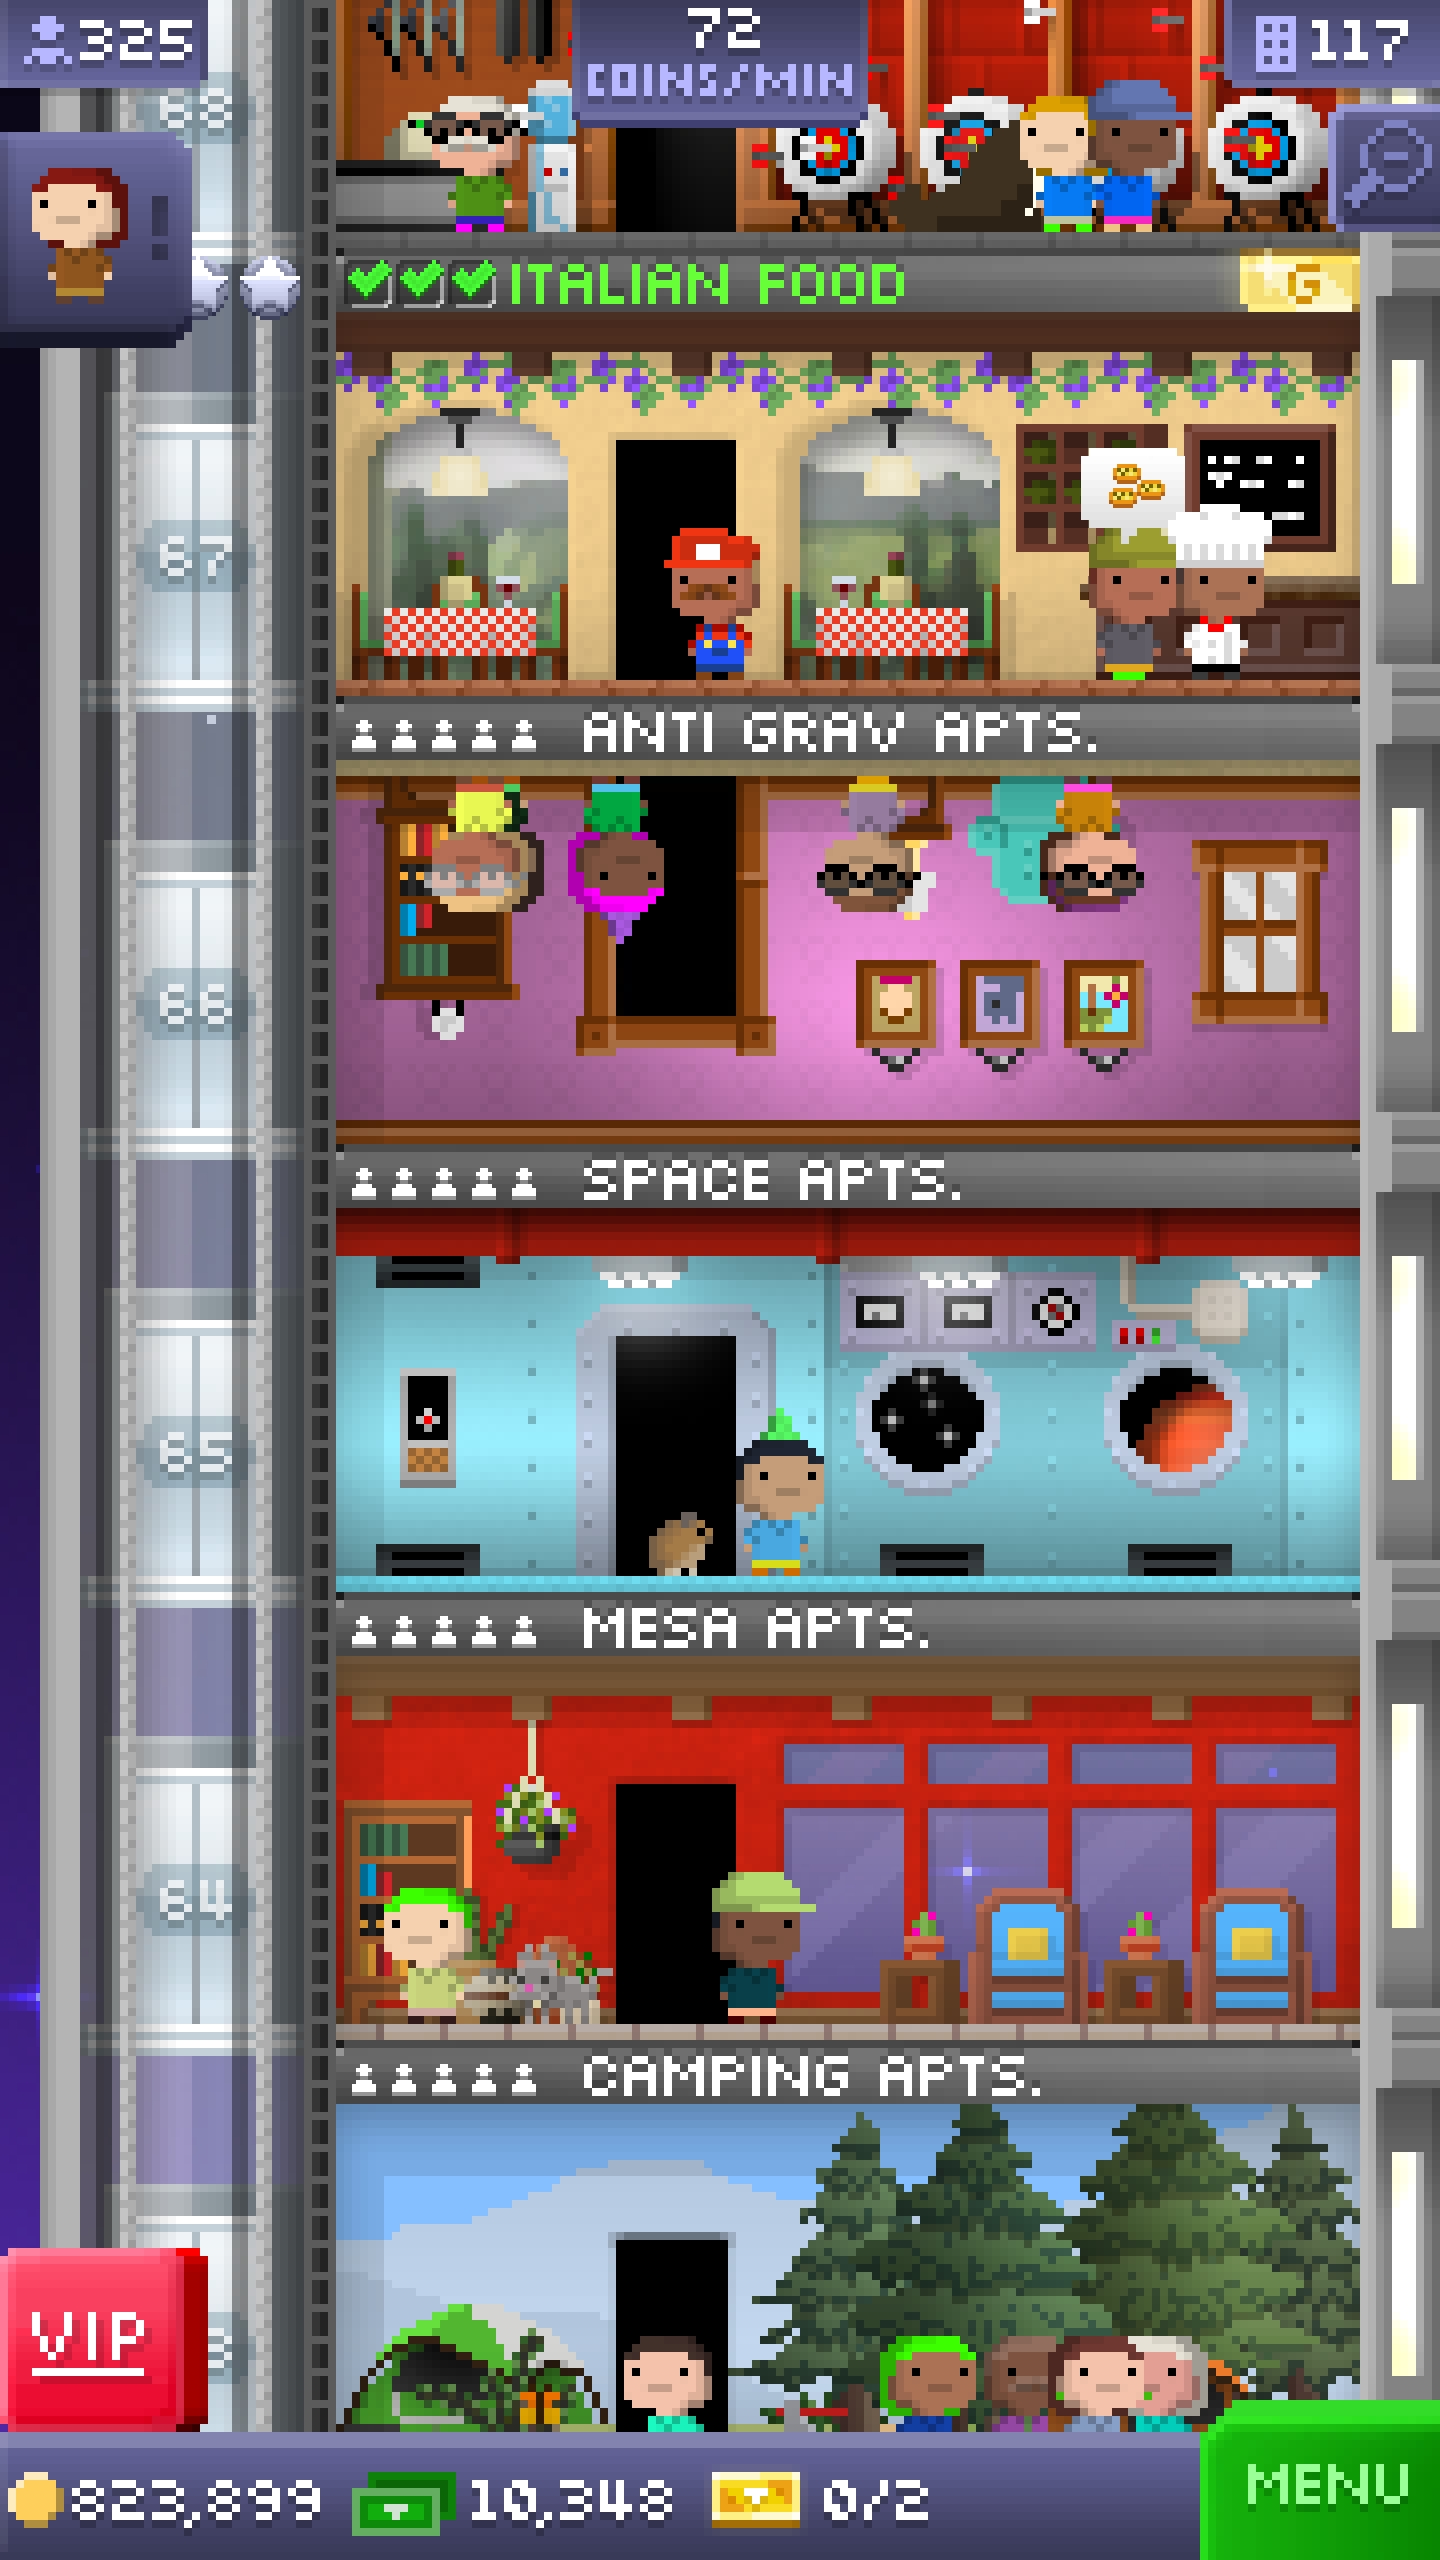 325
72
COINS/MIN
117
68
ITALIAN FOOD
G
67
ANTI GRAV APTS.
66
SPACE APTS.
65
MESA APTS.
64
CAMPING APTS.
VIP
823,899
10,348
0/2
MENU